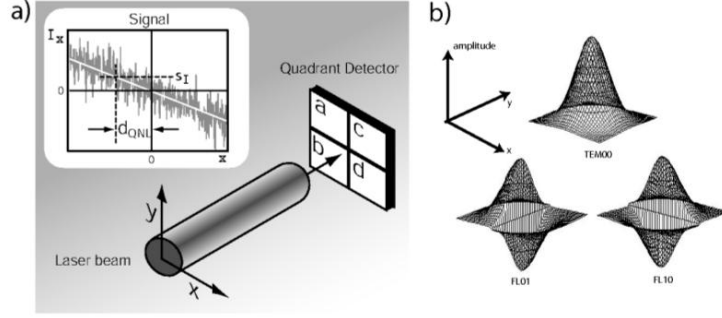 a)
Signal
I_x
s_I
0
d_QNL
0
x
Quadrant Detector
a
c
b
d
y
x
Laser beam
b)
amplitude
y
x
TEM00
FL01
FL10